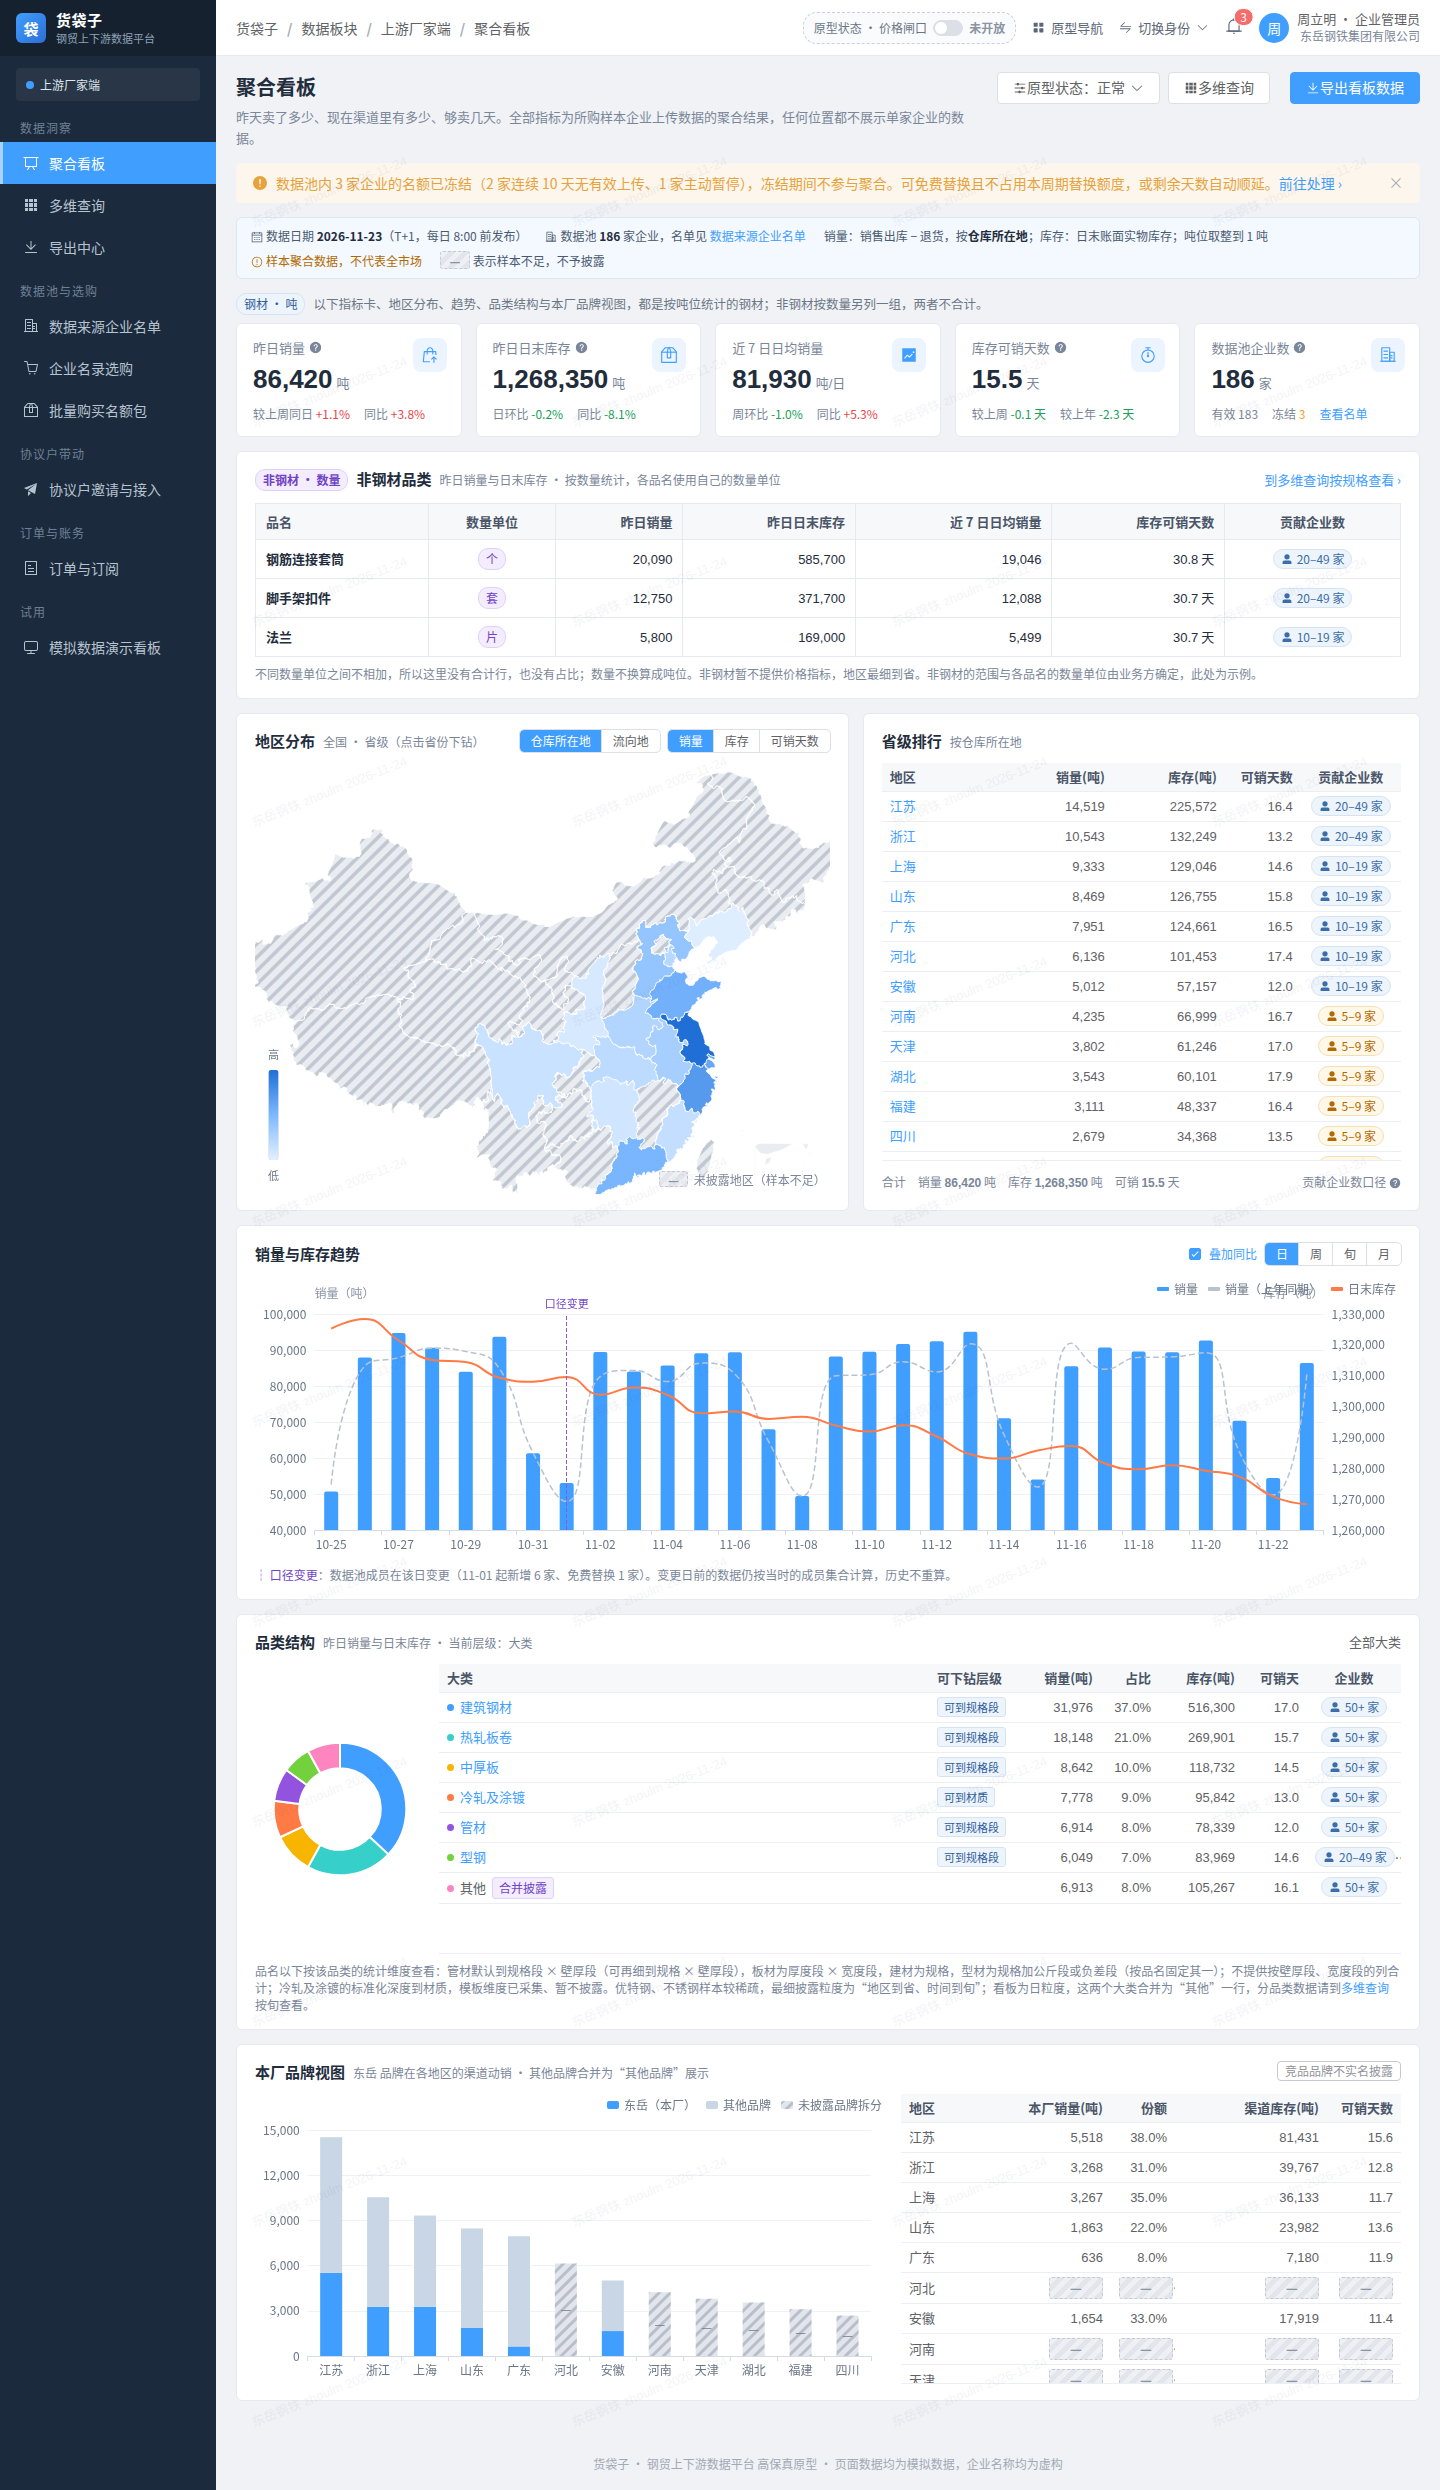 袋 货袋子
钢贸上下游数据平台
上游厂家端
数据洞察
聚合看板
多维查询
导出中心
数据池与选购
数据来源企业名单
企业名录选购
批量购买名额包
协议户带动
协议户邀请与接入
订单与账务
订单与订阅
试用
模拟数据演示看板
货袋子 / 数据板块 / 上游厂家端 / 聚合看板
原型状态 · 价格闸口 未开放
原型导航
切换身份
3
周
周立明 · 企业管理员
东岳钢铁集团有限公司
聚合看板
昨天卖了多少、现在渠道里有多少、够卖几天。全部指标为所购样本企业上传数据的聚合结果，任何位置都不展示单家企业的数
据。
原型状态：正常
多维查询
导出看板数据
数据池内 3 家企业的名额已冻结（2 家连续 10 天无有效上传、1 家主动暂停），冻结期间不参与聚合。可免费替换且不占用本周期替换额度，或剩余天数自动顺延。前往处理 ›
数据日期 2026-11-23（T+1，每日 8:00 前发布） 数据池 186 家企业，名单见 数据来源企业名单 销量：销售出库 − 退货，按仓库所在地；库存：日末账面实物库存；吨位取整到 1 吨
样本聚合数据，不代表全市场 — 表示样本不足，不予披露
钢材 · 吨 以下指标卡、地区分布、趋势、品类结构与本厂品牌视图，都是按吨位统计的钢材；非钢材按数量另列一组，两者不合计。
昨日销量
86,420 吨
较上周同日 +1.1% 同比 +3.8%
昨日日末库存
1,268,350 吨
日环比 -0.2% 同比 -8.1%
近 7 日日均销量
81,930 吨/日
周环比 -1.0% 同比 +5.3%
库存可销天数
15.5 天
较上周 -0.1 天 较上年 -2.3 天
数据池企业数
186 家
有效 183 冻结 3 查看名单
非钢材 · 数量 非钢材品类 昨日销量与日末库存 · 按数量统计，各品名使用自己的数量单位 到多维查询按规格查看 ›
品名 数量单位 昨日销量 昨日日末库存 近 7 日日均销量 库存可销天数 贡献企业数
钢筋连接套筒 个 20,090 585,700 19,046 30.8 天 20–49 家
脚手架扣件 套 12,750 371,700 12,088 30.7 天 20–49 家
法兰 片 5,800 169,000 5,499 30.7 天 10–19 家
不同数量单位之间不相加，所以这里没有合计行，也没有占比；数量不换算成吨位。非钢材暂不提供价格指标，地区最细到省。非钢材的范围与各品名的数量单位由业务方确定，此处为示例。
地区分布 全国 · 省级（点击省份下钻） 仓库所在地 流向地 销量 库存 可销天数
高
低
— 未披露地区（样本不足）
省级排行 按仓库所在地
地区 销量(吨) 库存(吨) 可销天数 贡献企业数
江苏 14,519 225,572 16.4 20–49 家
浙江 10,543 132,249 13.2 20–49 家
上海 9,333 129,046 14.6 10–19 家
山东 8,469 126,755 15.8 10–19 家
广东 7,951 124,661 16.5 10–19 家
河北 6,136 101,453 17.4 10–19 家
安徽 5,012 57,157 12.0 10–19 家
河南 4,235 66,999 16.7 5–9 家
天津 3,802 61,246 17.0 5–9 家
湖北 3,543 60,101 17.9 5–9 家
福建 3,111 48,337 16.4 5–9 家
四川 2,679 34,368 13.5 5–9 家
合计 销量 86,420 吨 库存 1,268,350 吨 可销 15.5 天 贡献企业数口径
销量与库存趋势 叠加同比 日 周 旬 月
销量 销量（上年同期） 日末库存
销量（吨） 口径变更 库存（吨）
100,000 1,330,000
90,000 1,320,000
80,000 1,310,000
70,000 1,300,000
60,000 1,290,000
50,000 1,280,000
40,000 1,270,000
1,260,000
10-25 10-27 10-29 10-31 11-02 11-04 11-06 11-08 11-10 11-12 11-14 11-16 11-18 11-20 11-22
口径变更：数据池成员在该日变更（11-01 起新增 6 家、免费替换 1 家）。变更日前的数据仍按当时的成员集合计算，历史不重算。
品类结构 昨日销量与日末库存 · 当前层级：大类 全部大类
大类 可下钻层级 销量(吨) 占比 库存(吨) 可销天 企业数
建筑钢材 可到规格段 31,976 37.0% 516,300 17.0 50+ 家
热轧板卷 可到规格段 18,148 21.0% 269,901 15.7 50+ 家
中厚板 可到规格段 8,642 10.0% 118,732 14.5 50+ 家
冷轧及涂镀 可到材质 7,778 9.0% 95,842 13.0 50+ 家
管材 可到规格段 6,914 8.0% 78,339 12.0 50+ 家
型钢 可到规格段 6,049 7.0% 83,969 14.6 20–49 家
其他 合并披露 6,913 8.0% 105,267 16.1 50+ 家
品名以下按该品类的统计维度查看：管材默认到规格段 × 壁厚段（可再细到规格 × 壁厚段），板材为厚度段 × 宽度段，建材为规格，型材为规格加公斤段或负差段（按品名固定其一）；不提供按壁厚段、宽度段的列合
计；冷轧及涂镀的标准化深度到材质，模板维度已采集、暂不披露。优特钢、不锈钢样本较稀疏，最细披露粒度为“地区到省、时间到旬”；看板为日粒度，这两个大类合并为“其他”一行，分品类数据请到多维查询
按旬查看。
本厂品牌视图 东岳 品牌在各地区的渠道动销 · 其他品牌合并为“其他品牌”展示 竞品品牌不实名披露
东岳（本厂） 其他品牌 未披露品牌拆分
15,000
12,000
9,000
6,000
3,000
0
江苏 浙江 上海 山东 广东 河北 安徽 河南 天津 湖北 福建 四川
地区 本厂销量(吨) 份额 渠道库存(吨) 可销天数
江苏 5,518 38.0% 81,431 15.6
浙江 3,268 31.0% 39,767 12.8
上海 3,267 35.0% 36,133 11.7
山东 1,863 22.0% 23,982 13.6
广东 636 8.0% 7,180 11.9
河北 — — — —
安徽 1,654 33.0% 17,919 11.4
河南 — — — —
天津 — — — —
货袋子 · 钢贸上下游数据平台 高保真原型 · 页面数据均为模拟数据，企业名称均为虚构